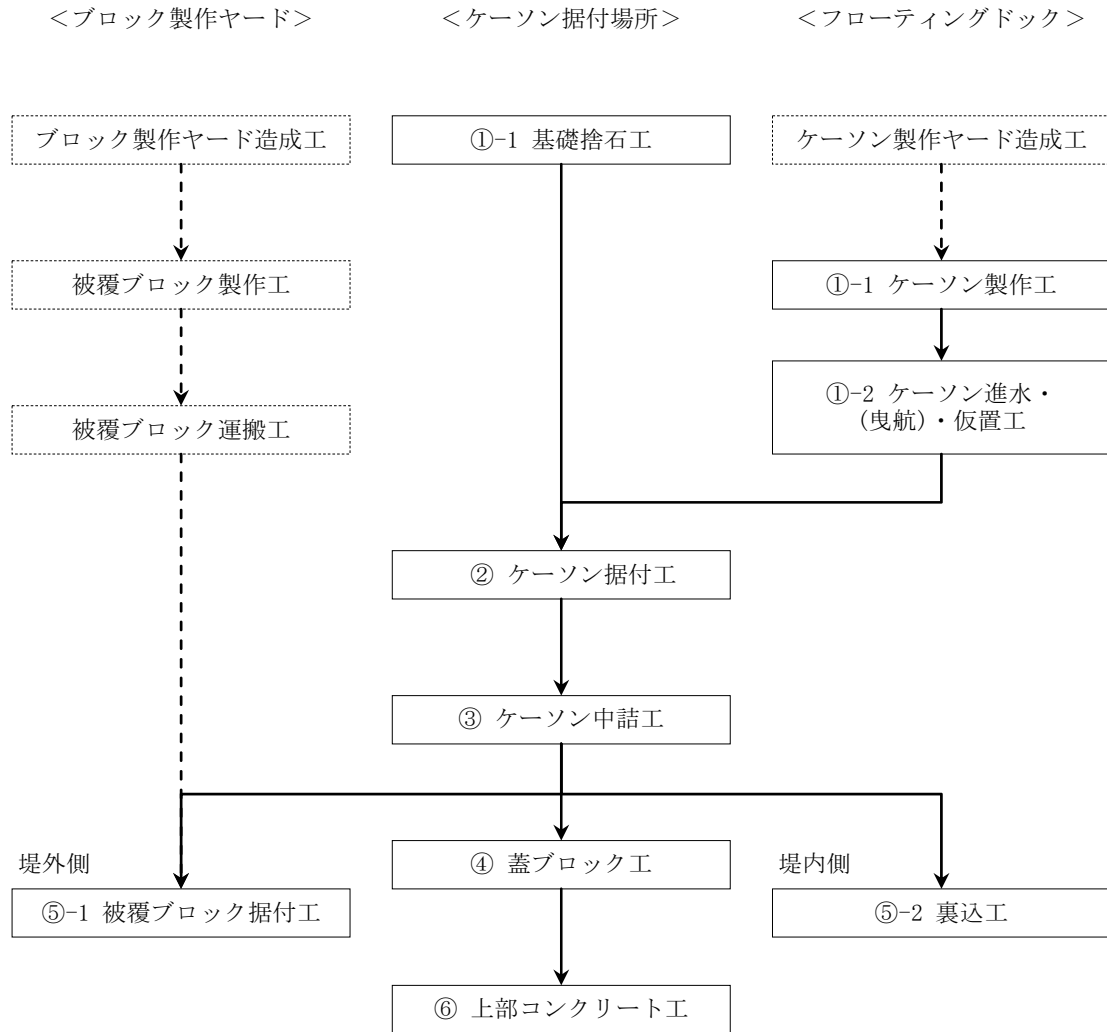 ＜ブロック製作ヤード＞
＜ケーソン据付場所＞
＜フローティングドック＞
ブロック製作ヤード造成工
①-1 基礎捨石工
ケーソン製作ヤード造成工
被覆ブロック製作工
①-1 ケーソン製作工
被覆ブロック運搬工
①-2 ケーソン進水・
(曳航)・仮置工
② ケーソン据付工
③ ケーソン中詰工
堤外側
④ 蓋ブロック工
堤内側
⑤-1 被覆ブロック据付工
⑤-2 裏込工
⑥ 上部コンクリート工